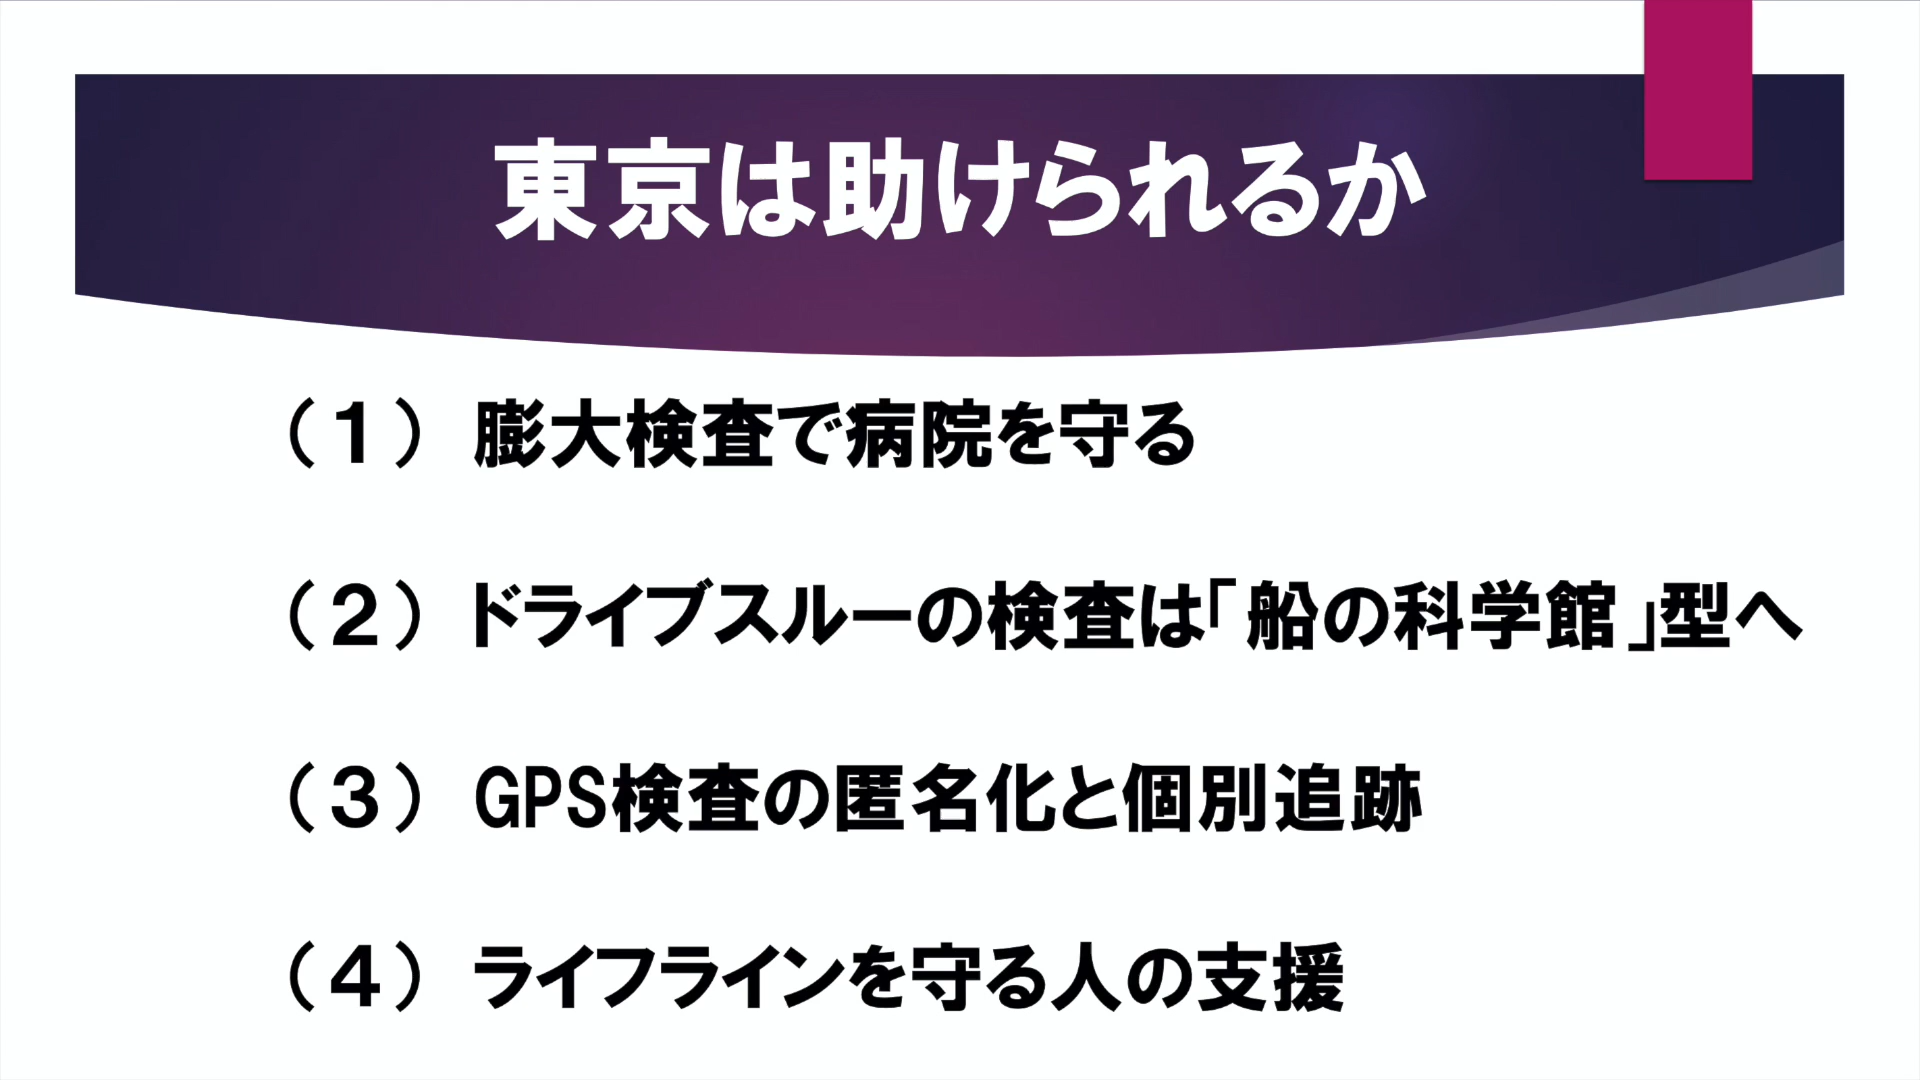 東京は助けられるか
（１） 膨大検査で病院を守る
（２） ドライブスルーの検査は「船の科学館」型へ
（３） GPS検査の匿名化と個別追跡
（４） ライフラインを守る人の支援